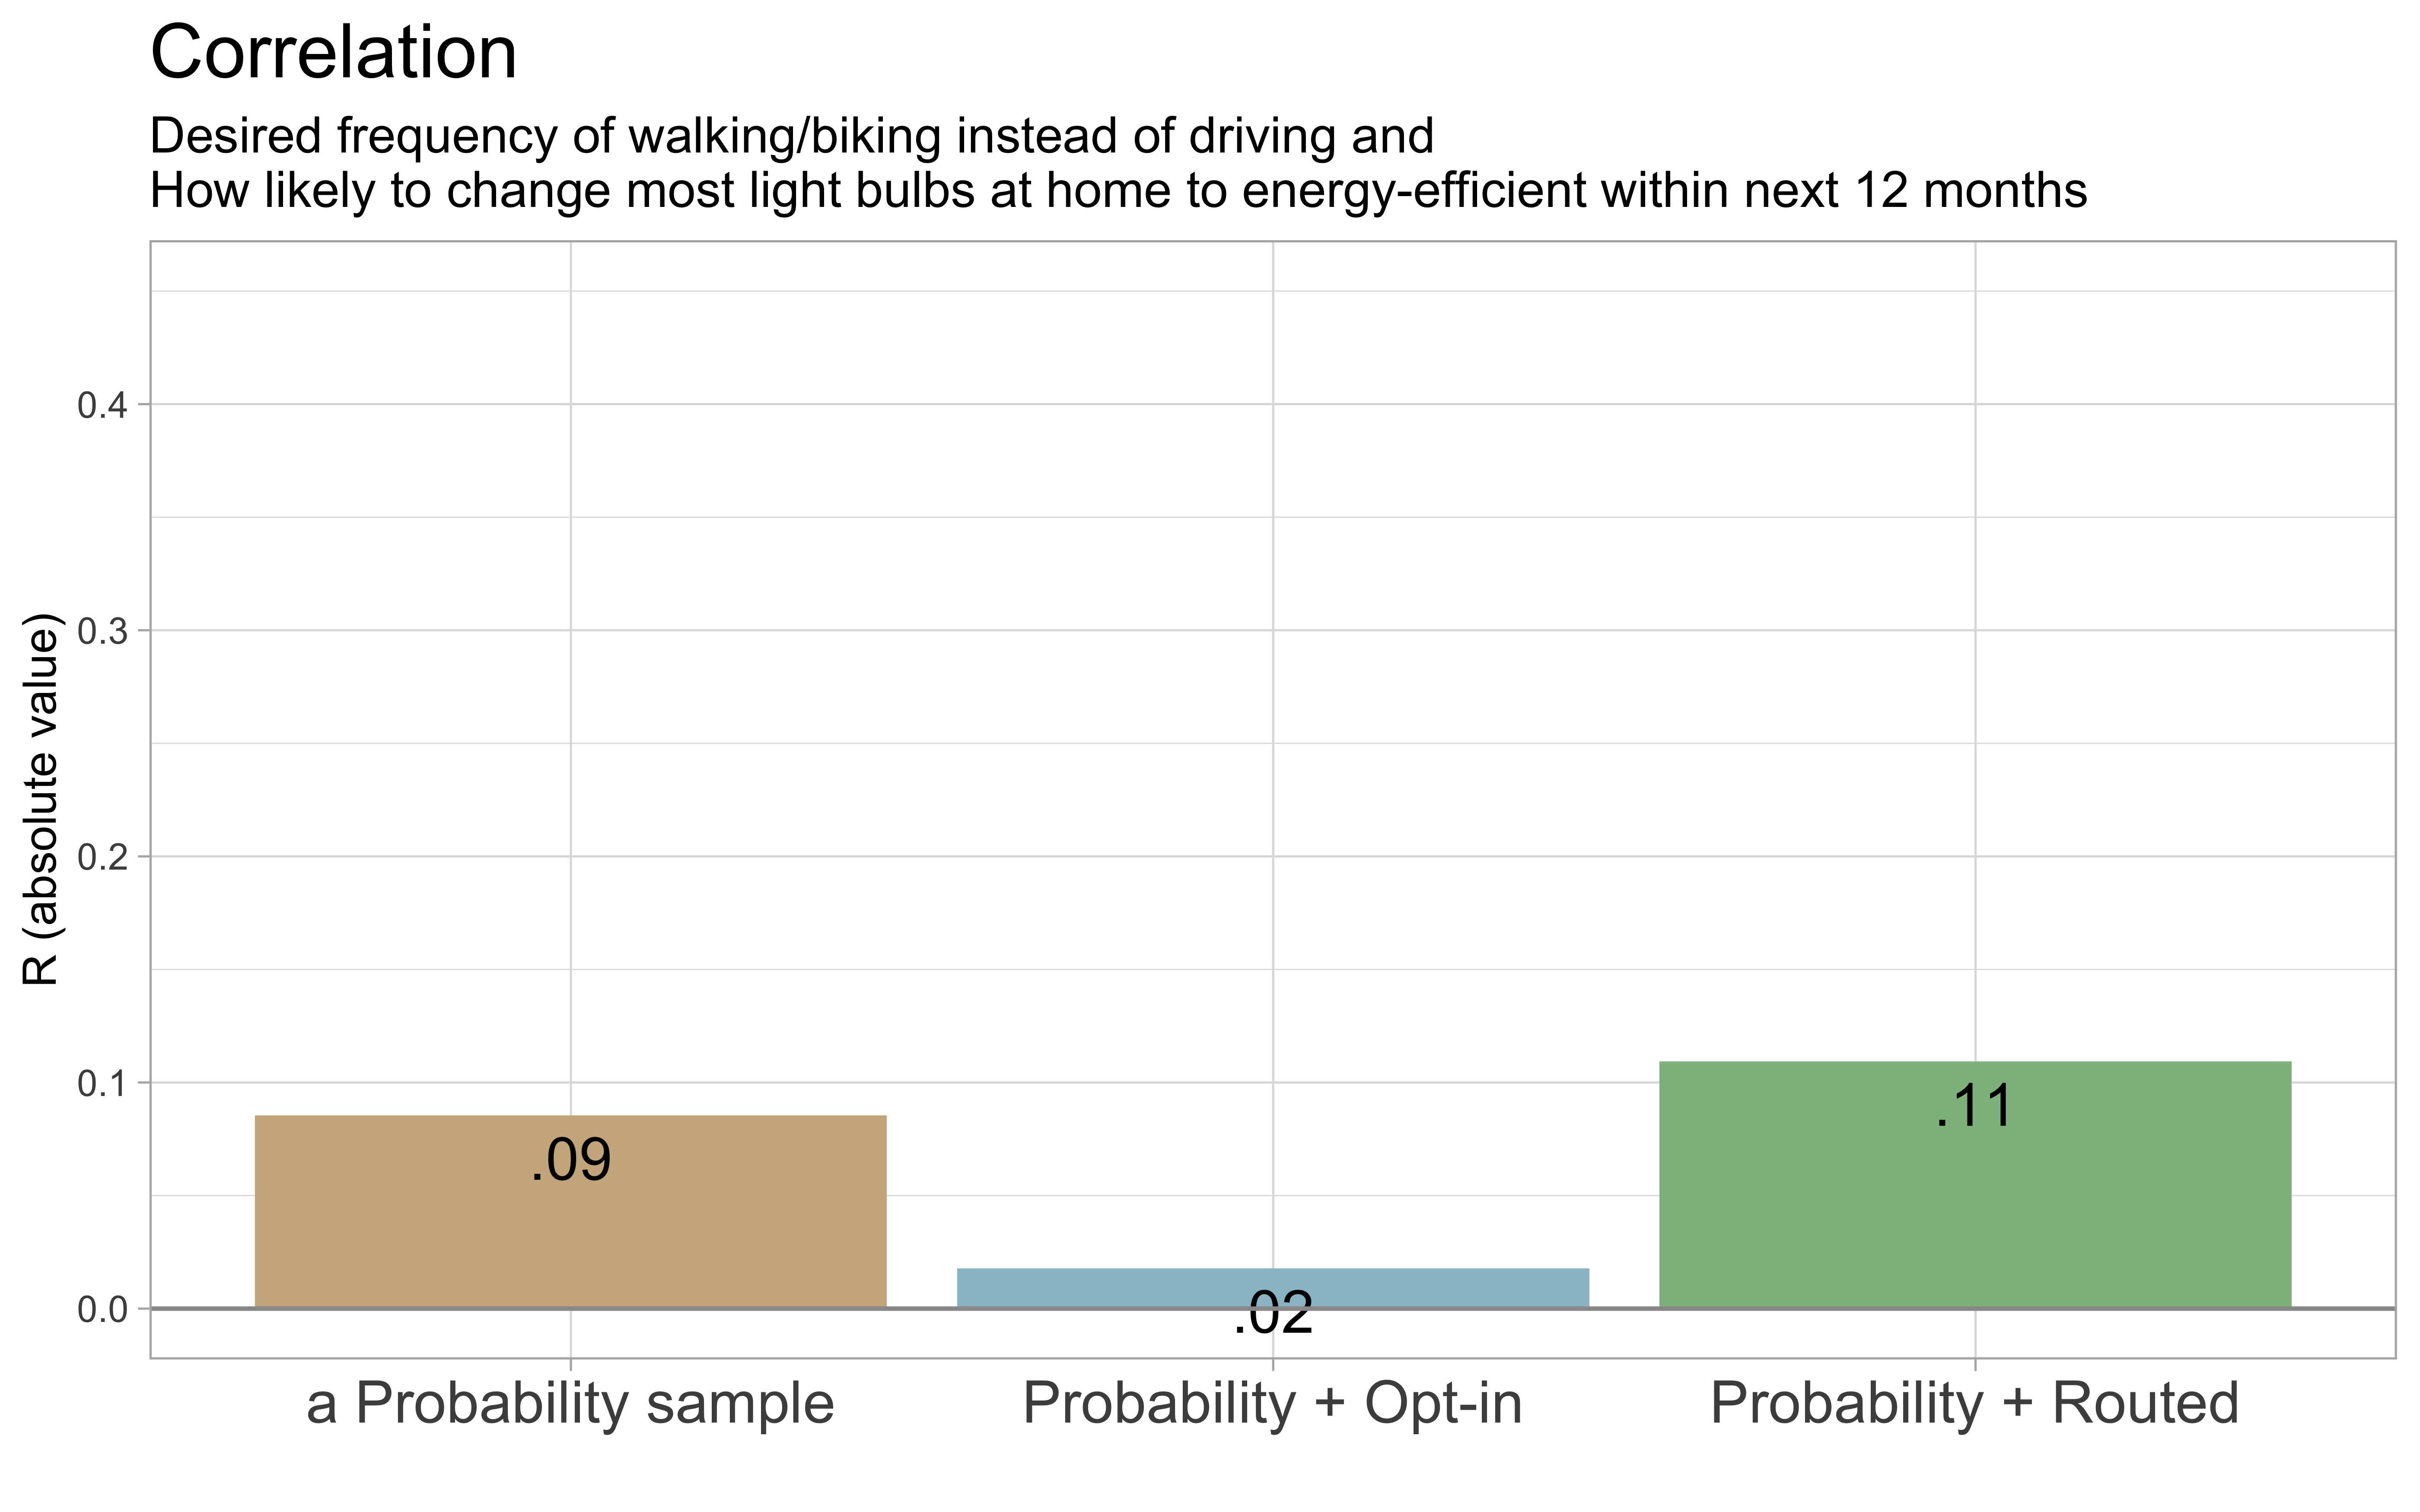 Correlation
Desired frequency of walking/biking instead of driving and
How likely to change most light bulbs at home to energy-efficient within next 12 months
R (absolute value)
0.4
0.3
0.2
0.1
0.0
.09
.02
.11
a Probability sample
Probability + Opt-in
Probability + Routed